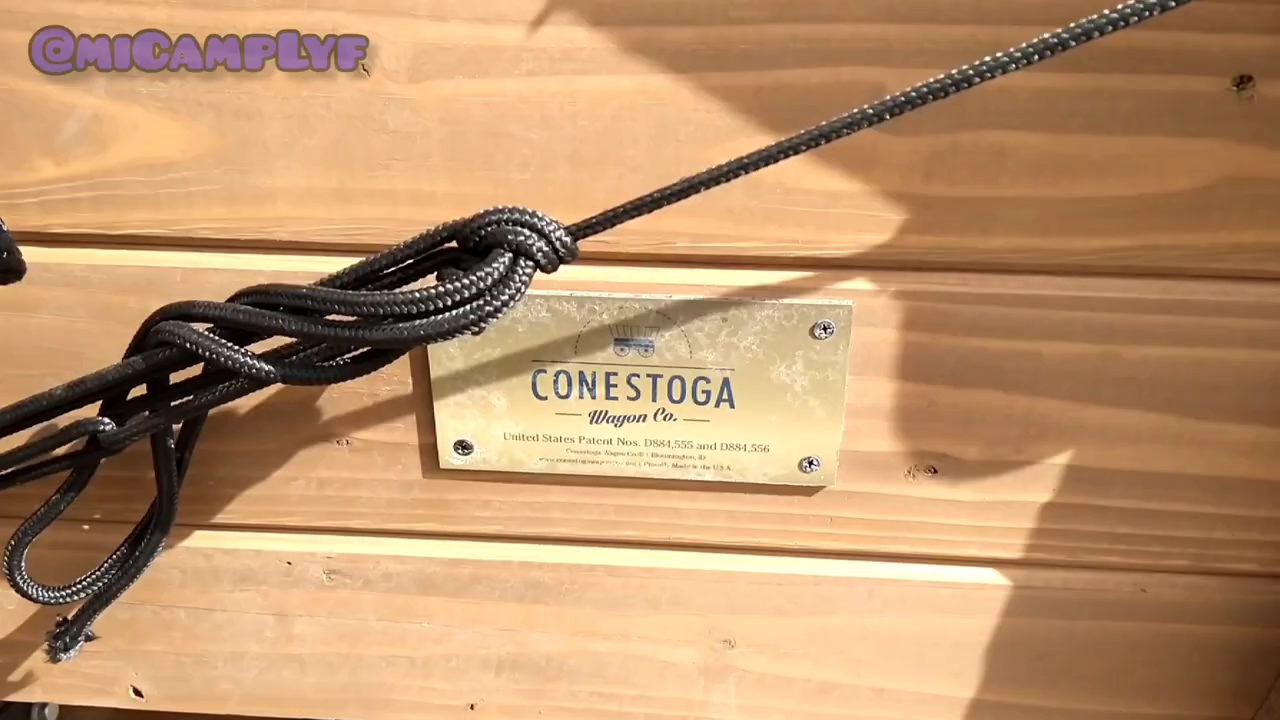 @miCampLyf
CONESTOGA
Wagon Co.
United States Patent Nos. D884,555 and D884,556
Conestoga Wagon Co.® | Bloomington, ID
Made in the U.S.A.